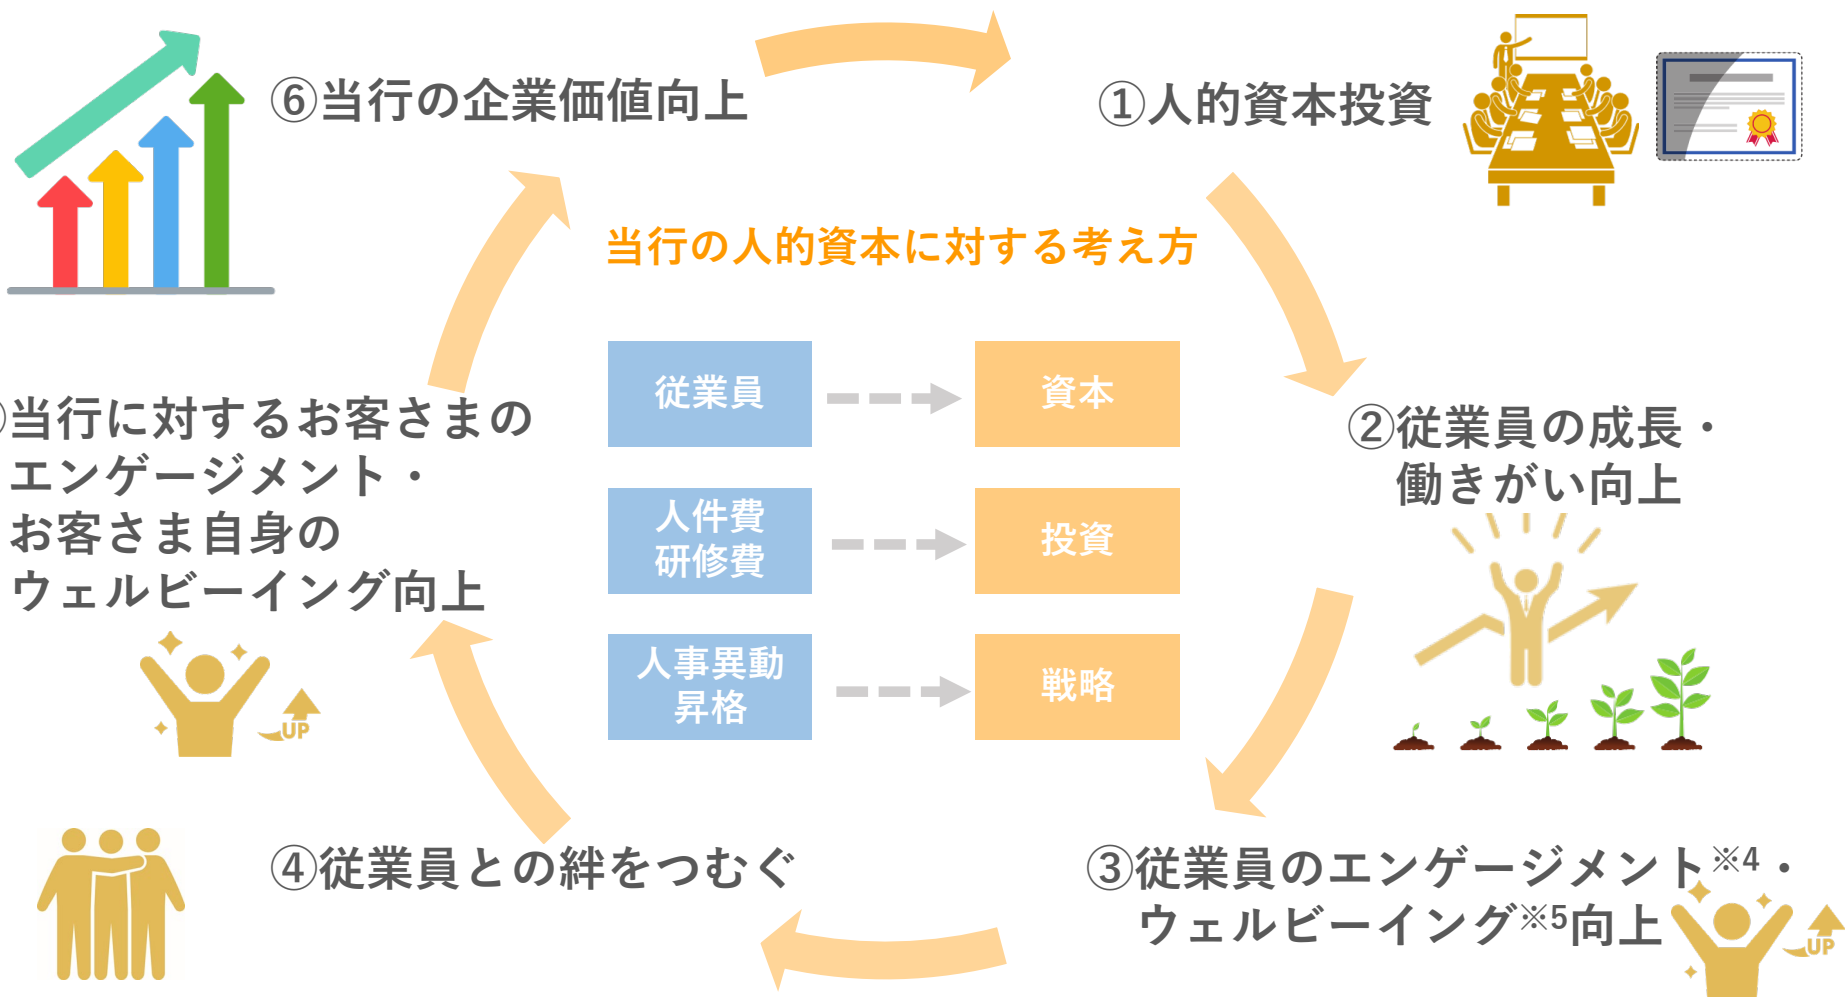 ⑥当行の企業価値向上
①人的資本投資
当行の人的資本に対する考え方
従業員
資本
人件費
研修費
投資
人事異動
昇格
戦略
②従業員の成長・
働きがい向上
③従業員のエンゲージメント※4・
ウェルビーイング※5向上
UP
④従業員との絆をつむぐ
当行に対するお客さまの
エンゲージメント・
お客さま自身の
ウェルビーイング向上
UP